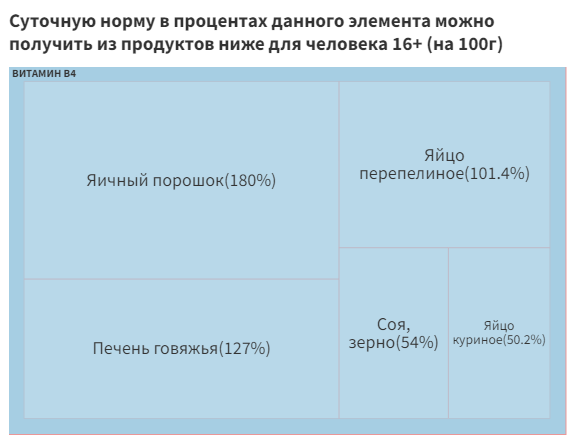 Суточную норму в процентах данного элемента можно
получить из продуктов ниже для человека 16+ (на 100г)
ВИТАМИН B4
Яичный порошок(180%)
Печень говяжья(127%)
Яйцо
перепелиное(101.4%)
Соя,
зерно(54%)
Яйцо
куриное(50.2%)